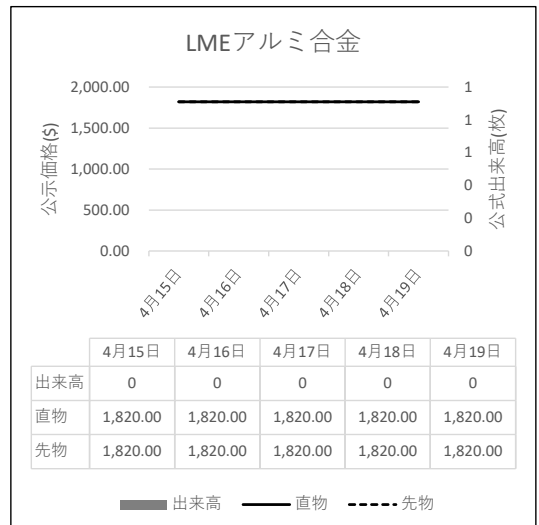 LMEアルミ合金
公示価格($)
2,000.00
1,500.00
1,000.00
500.00
0.00
1
1
1
0
0
0
公式出来高(枚)
4月15日 4月16日 4月17日 4月18日 4月19日
4月15日 4月16日 4月17日 4月18日 4月19日
出来高 0 0 0 0 0
直物 1,820.00 1,820.00 1,820.00 1,820.00 1,820.00
先物 1,820.00 1,820.00 1,820.00 1,820.00 1,820.00
出来高 直物 先物